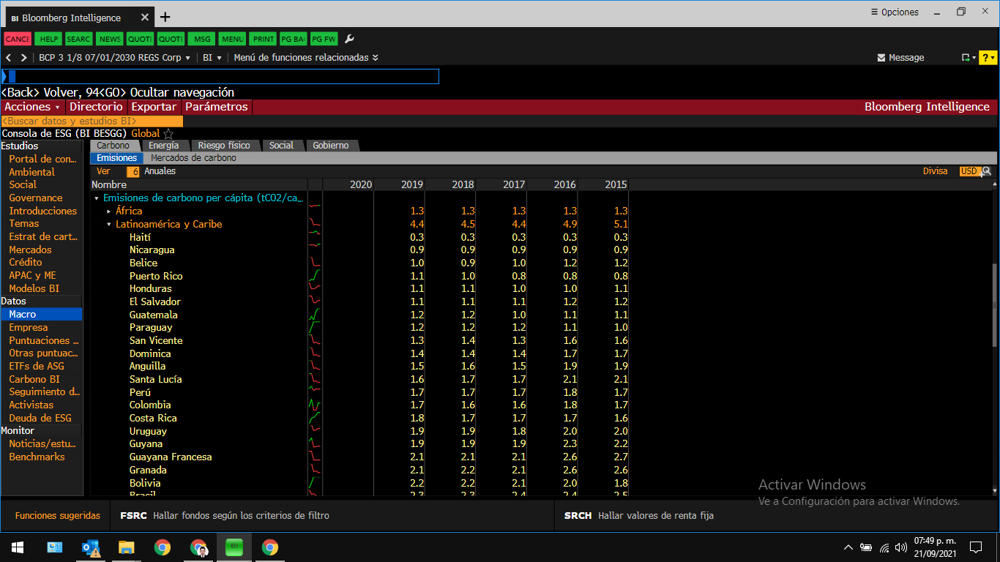 BI Bloomberg Intelligence × +
Opciones
CANCE HELP SEARC NEWS QUOTE QUOTE MSG MENU PRINT PG BA PG FW
BCP 3 1/8 07/01/2030 REGS Corp BI Menú de funciones relacionadas Message ?
<Back> Volver, 94<GO> Ocultar navegación
Acciones Directorio Exportar Parámetros Bloomberg Intelligence
<Buscar datos y estudios BI>
Consola de ESG (BI BESGG) Global
Estudios
Portal de con...
Ambiental
Social
Governance
Introducciones
Temas
Estrat de cart...
Mercados
Crédito
APAC y ME
Modelos BI
Datos
Macro
Empresa
Puntuaciones ...
Otras puntuac...
ETFs de ASG
Carbono BI
Seguimiento d...
Activistas
Deuda de ESG
Monitor
Noticias/estu...
Benchmarks
Carbono Energía Riesgo físico Social Gobierno
Emisiones Mercados de carbono
Ver 6 Anuales Divisa USD
Nombre 2020 2019 2018 2017 2016 2015
Emisiones de carbono per cápita (tCO2/ca...
África 1.3 1.3 1.3 1.3 1.3
Latinoamérica y Caribe 4.4 4.5 4.4 4.9 5.1
Haití 0.3 0.3 0.3 0.3 0.3
Nicaragua 0.9 0.9 0.9 0.9 0.9
Belice 1.0 0.9 1.0 1.2 1.2
Puerto Rico 1.1 1.0 0.8 0.8 0.8
Honduras 1.1 1.1 1.0 1.0 1.1
El Salvador 1.1 1.1 1.1 1.2 1.2
Guatemala 1.2 1.2 1.0 1.1 1.1
Paraguay 1.2 1.2 1.2 1.1 1.0
San Vicente 1.3 1.4 1.3 1.6 1.6
Dominica 1.4 1.4 1.4 1.7 1.7
Anguilla 1.5 1.6 1.5 1.9 1.9
Santa Lucía 1.6 1.7 1.7 2.1 2.1
Perú 1.7 1.7 1.7 1.8 1.7
Colombia 1.7 1.6 1.6 1.8 1.7
Costa Rica 1.8 1.7 1.7 1.7 1.6
Uruguay 1.9 1.9 1.8 2.0 2.0
Guyana 1.9 1.9 1.9 2.3 2.2
Guayana Francesa 2.1 2.1 2.1 2.6 2.7
Granada 2.1 2.2 2.1 2.6 2.6
Bolivia 2.2 2.2 2.1 2.0 1.8
Brasil 2.3 2.3 2.4 2.4 2.5
Activar Windows
Ve a Configuración para activar Windows.
Funciones sugeridas FSRC Hallar fondos según los criterios de filtro SRCH Hallar valores de renta fija
BI
07:49 p. m.
21/09/2021